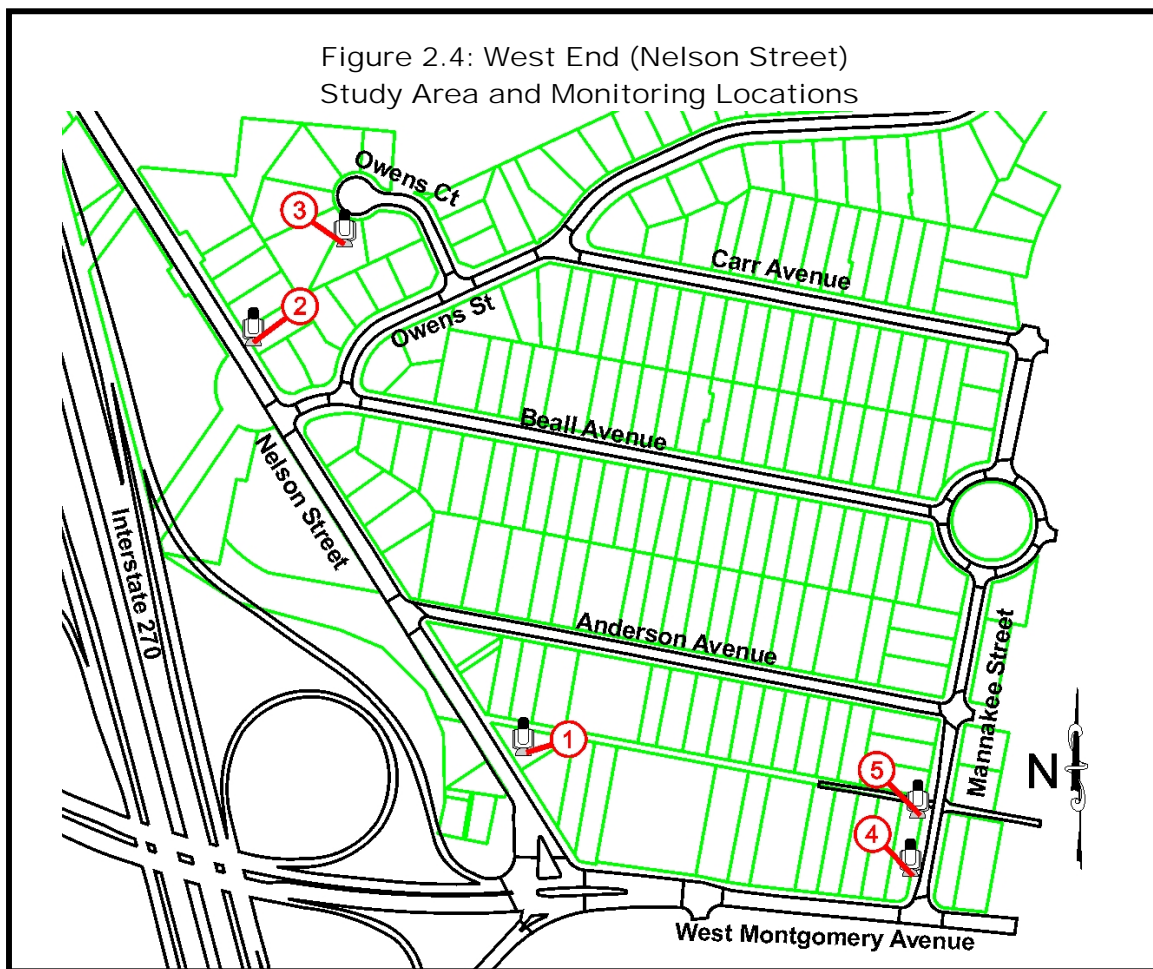 Figure 2.4: West End (Nelson Street)
Study Area and Monitoring Locations
Owens Ct
3
Carr Avenue
2
Owens St
Beall Avenue
Nelson Street
Interstate 270
Anderson Avenue
Mannakee Street
1
N
5
4
West Montgomery Avenue